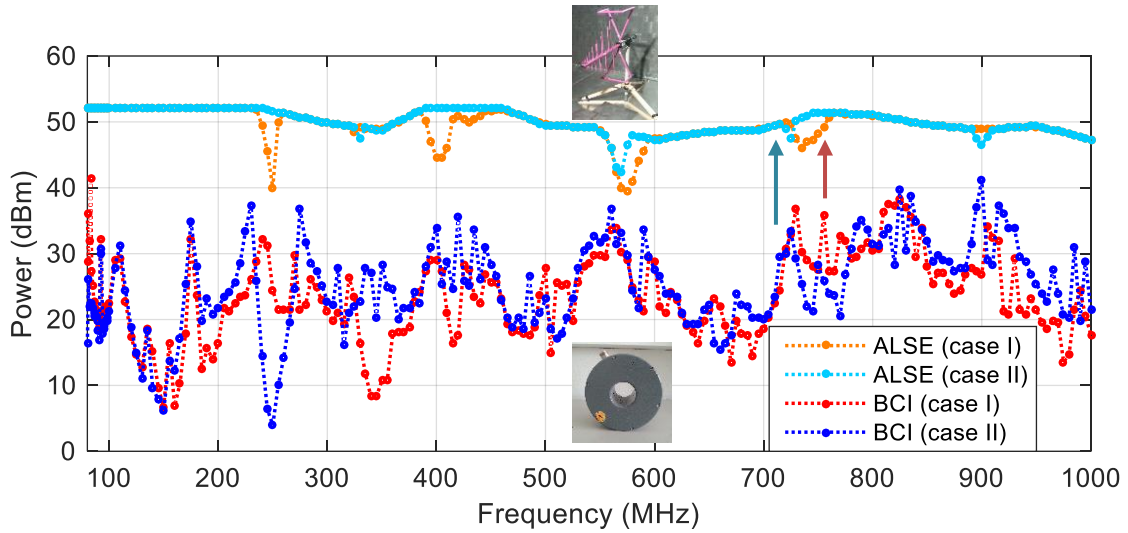 60
50
40
30
20
10
0
Power (dBm)
ALSE (case I)
ALSE (case II)
BCI (case I)
BCI (case II)
100 200 300 400 500 600 700 800 900 1000
Frequency (MHz)